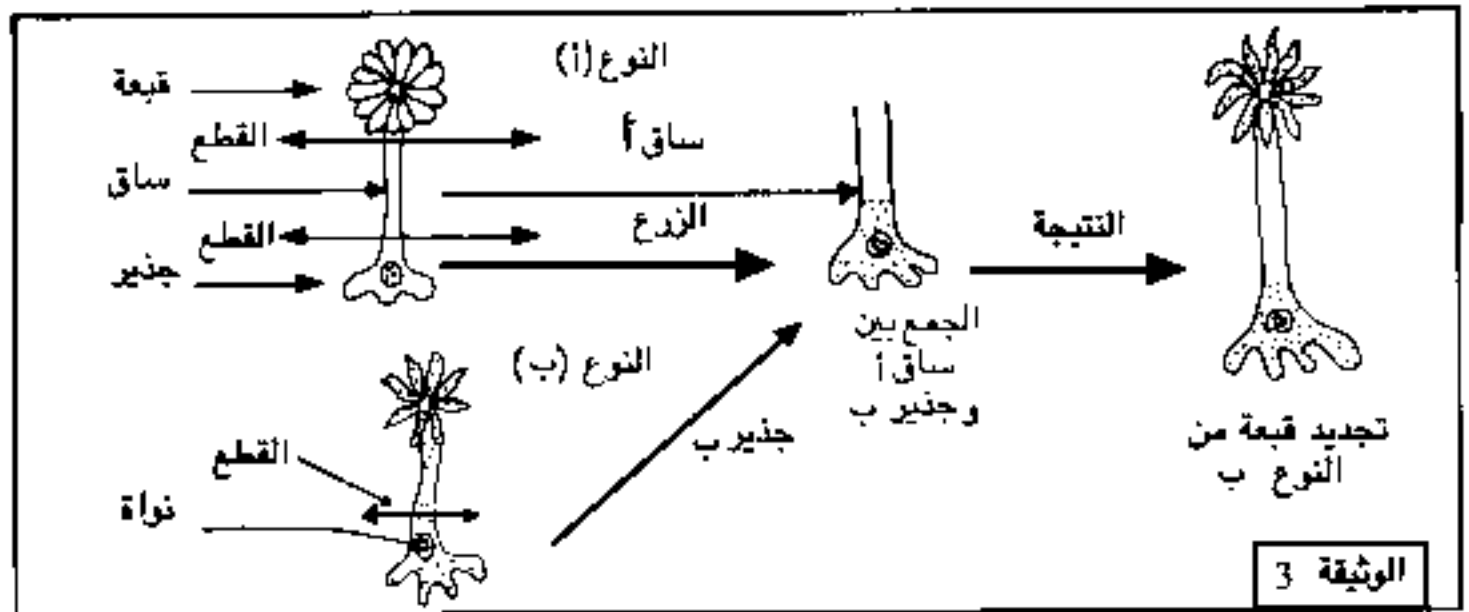 النوع (أ)
قبعة
القطع
ساق أ
ساق
القطع
الزرع
جذير
النتيجة
الجمع بين
ساق أ
وجذير ب
النوع (ب)
جذير ب
القطع
نواة
تجديد قبعة من
النوع ب
الوثيقة 3